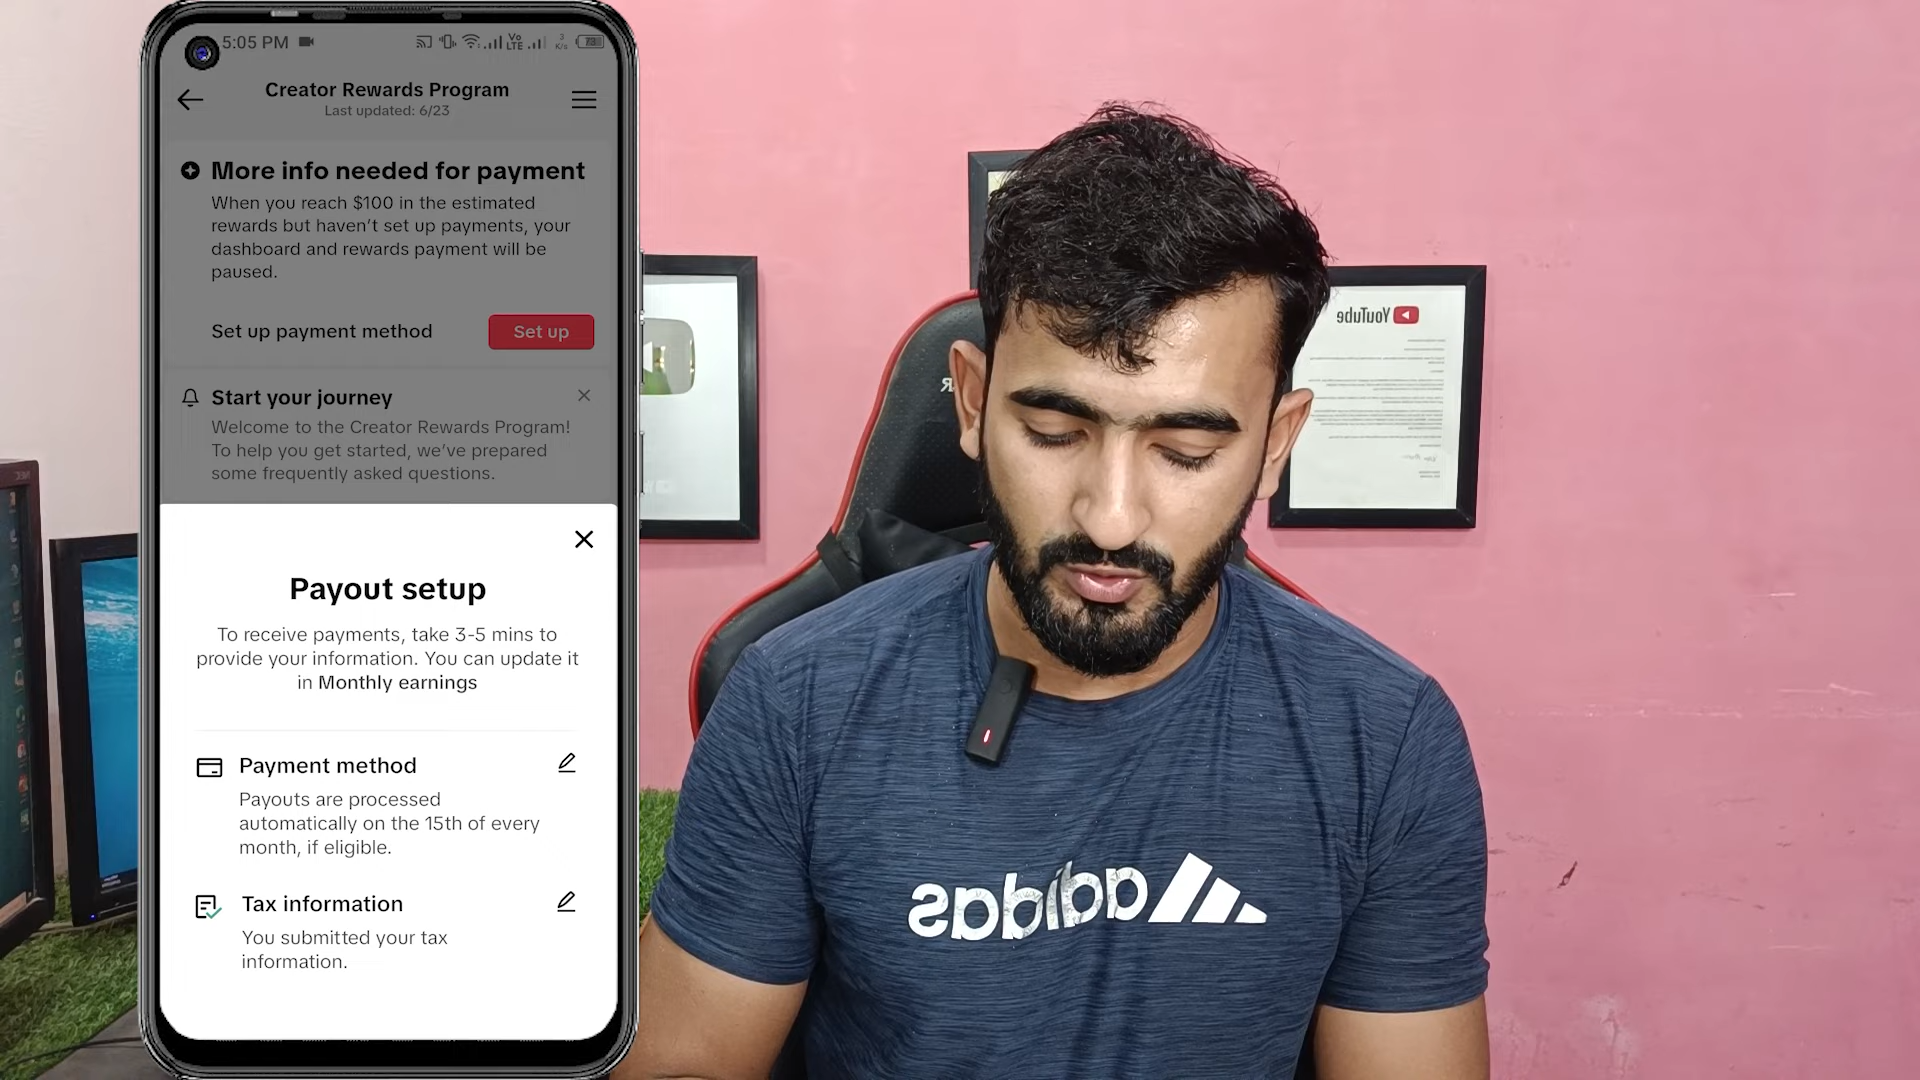 5:05 PM
Vo
LTE
3
K/s
73
Creator Rewards Program
Last updated: 6/23
More info needed for payment
When you reach $100 in the estimated
rewards but haven’t set up payments, your
dashboard and rewards payment will be
paused.
Set up payment method
Set up
Start your journey
Welcome to the Creator Rewards Program!
To help you get started, we’ve prepared
some frequently asked questions.
Payout setup
To receive payments, take 3-5 mins to
provide your information. You can update it
in Monthly earnings
Payment method
Payouts are processed
automatically on the 15th of every
month, if eligible.
Tax information
You submitted your tax
information.
YouTube
adidas